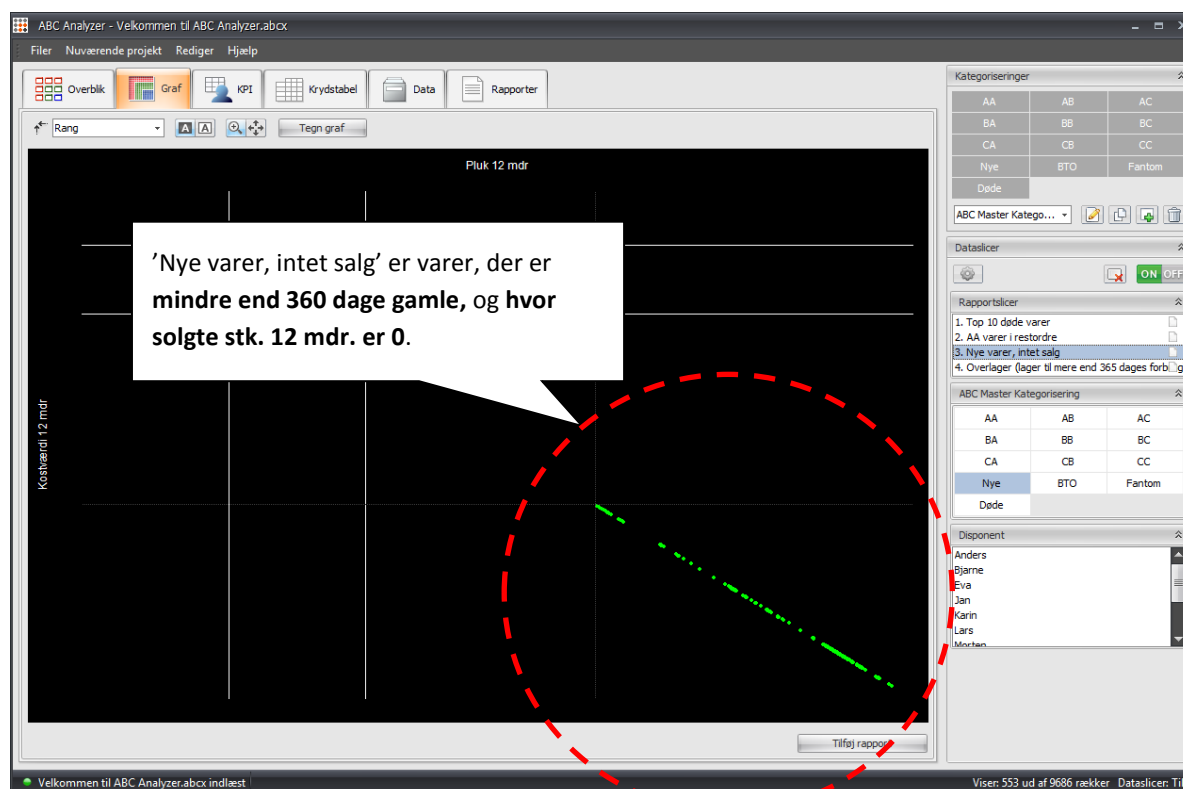 ABC Analyzer - Velkommen til ABC Analyzer.abcx
Filer Nuværende projekt Rediger Hjælp
Overblik Graf KPI Krydstabel Data Rapporter
Rang A A Tegn graf
Pluk 12 mdr
Kostværdi 12 mdr
’Nye varer, intet salg’ er varer, der er
mindre end 360 dage gamle, og hvor
solgte stk. 12 mdr. er 0.
Tilføj rapport
Kategoriseringer
AA AB AC
BA BB BC
CA CB CC
Nye BTO Fantom
Døde
ABC Master Katego...
Dataslicer
ON OFF
Rapportslicer
1. Top 10 døde varer
2. AA varer i restordre
3. Nye varer, intet salg
4. Overlager (lager til mere end 365 dages forb
ABC Master Kategorisering
AA AB AC
BA BB BC
CA CB CC
Nye BTO Fantom
Døde
Disponent
Anders
Bjarne
Eva
Jan
Karin
Lars
Morten
Velkommen til ABC Analyzer.abcx indlæst
Viser: 553 ud af 9686 rækker Dataslicer: Til